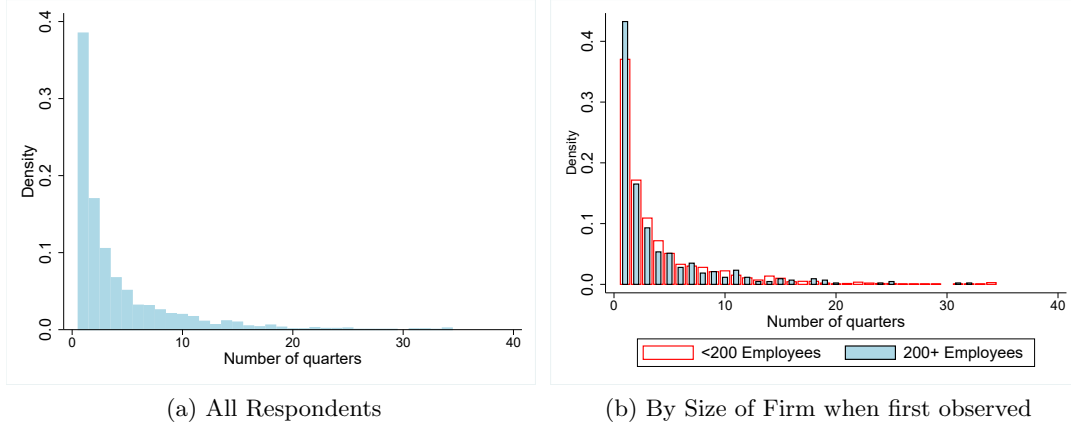 0.4
0.3
0.2
0.1
0.0
Density
0 10 20 30 40
Number of quarters
(a) All Respondents
0.4
0.3
0.2
0.1
0.0
Density
0 10 20 30 40
Number of quarters
<200 Employees 200+ Employees
(b) By Size of Firm when first observed